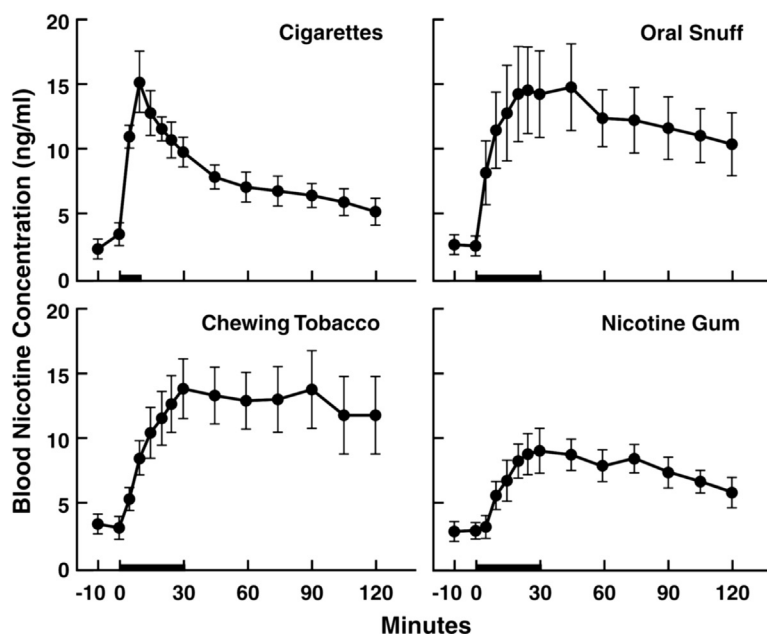 Blood Nicotine Concentration (ng/ml)
20
15
10
5
0
Cigarettes
Oral Snuff
20
15
10
5
0
Chewing Tobacco
Nicotine Gum
-10 0 30 60 90 120
-10 0 30 60 90 120
Minutes